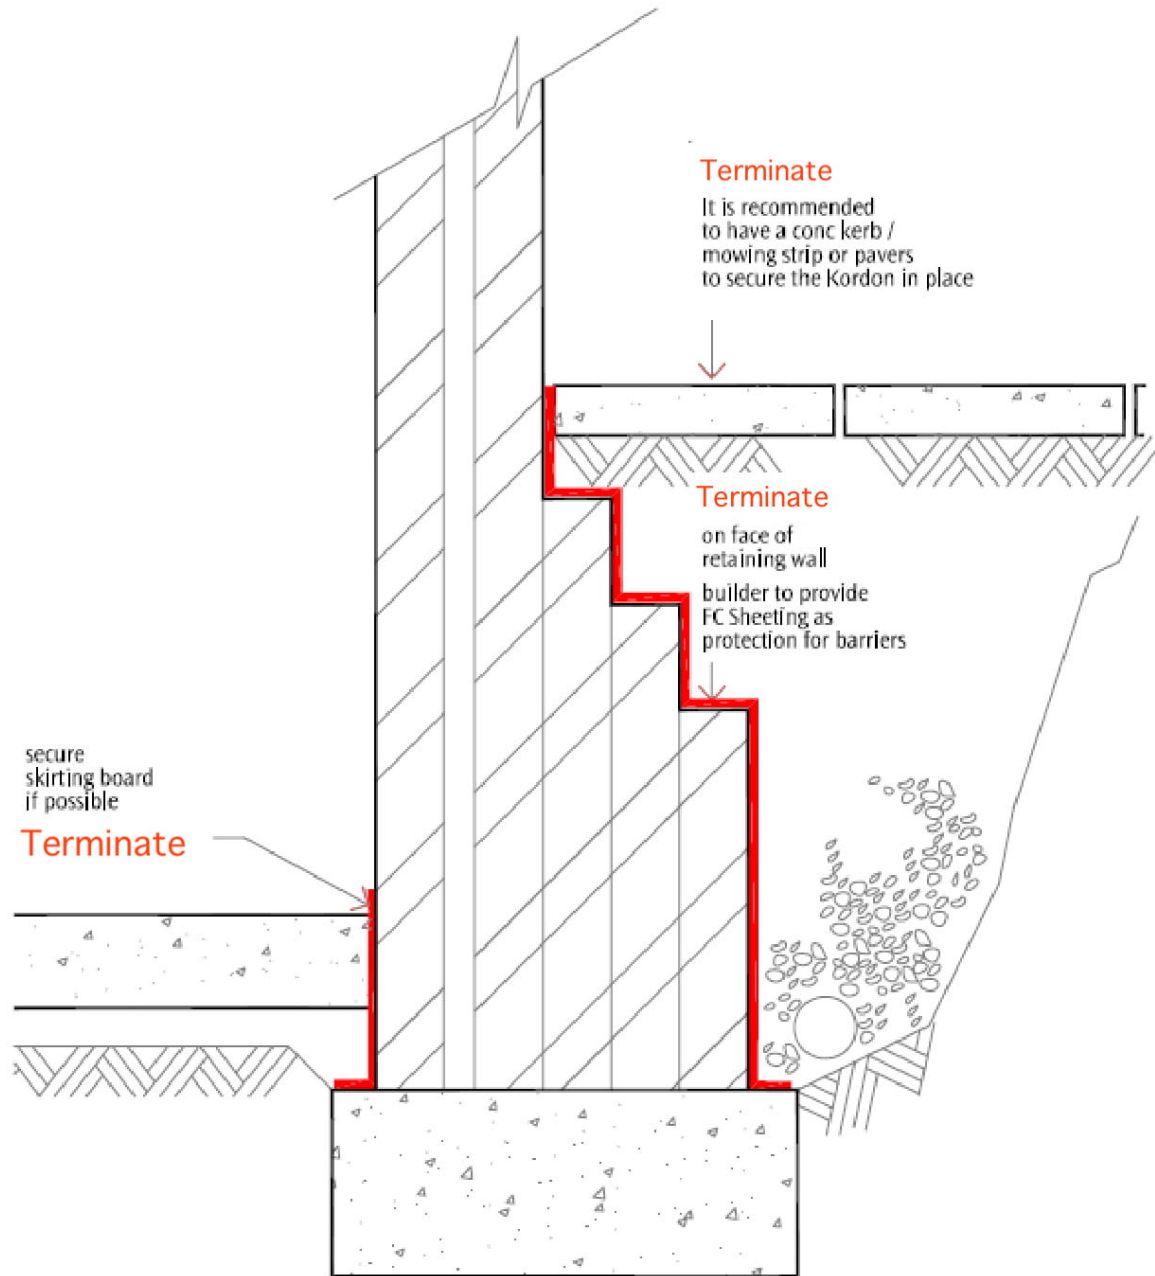 Terminate
It is recommended
to have a conc kerb /
mowing strip or pavers
to secure the Kordon in place
Terminate
on face of
retaining wall
builder to provide
FC Sheeting as
protection for barriers
secure
skirting board
if possible
Terminate